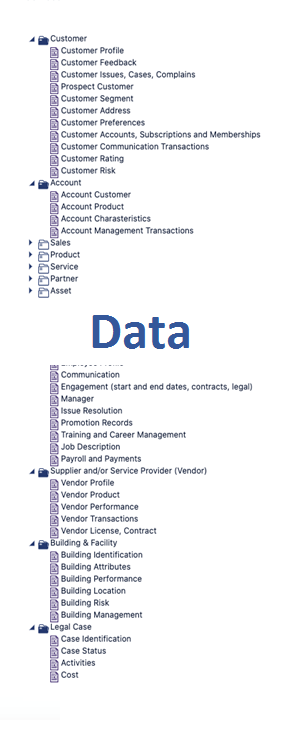 Customer
Customer Profile
Customer Feedback
Customer Issues, Cases, Complains
Prospect Customer
Customer Segment
Customer Address
Customer Preferences
Customer Accounts, Subscriptions and Memberships
Customer Communication Transactions
Customer Rating
Customer Risk
Account
Account Customer
Account Product
Account Charasteristics
Account Management Transactions
Sales
Product
Service
Partner
Asset
Data
Communication
Engagement (start and end dates, contracts, legal)
Manager
Issue Resolution
Promotion Records
Training and Career Management
Job Description
Payroll and Payments
Supplier and/or Service Provider (Vendor)
Vendor Profile
Vendor Product
Vendor Performance
Vendor Transactions
Vendor License, Contract
Building & Facility
Building Identification
Building Attributes
Building Performance
Building Location
Building Risk
Building Management
Legal Case
Case Identification
Case Status
Activities
Cost